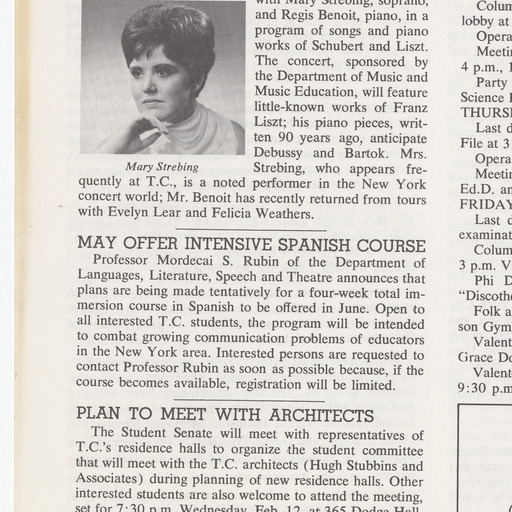 with Mary Strebing, soprano,
and Regis Benoit, piano, in a
program of songs and piano
works of Schubert and Liszt.
The concert, sponsored by
the Department of Music and
Music Education, will feature
little-known works of Franz
Liszt; his piano pieces, writ-
ten 90 years ago, anticipate
Debussy and Bartok. Mrs.
Mary Strebing
Strebing, who appears fre-
quently at T.C., is a noted performer in the New York
concert world; Mr. Benoit has recently returned from tours
with Evelyn Lear and Felicia Weathers.
MAY OFFER INTENSIVE SPANISH COURSE
Professor Mordecai S. Rubin of the Department of
Languages, Literature, Speech and Theatre announces that
plans are being made tentatively for a four-week total im-
mersion course in Spanish to be offered in June. Open to
all interested T.C. students, the program will be intended
to combat growing communication problems of educators
in the New York area. Interested persons are requested to
contact Professor Rubin as soon as possible because, if the
course becomes available, registration will be limited.
PLAN TO MEET WITH ARCHITECTS
The Student Senate will meet with representatives of
T.C.'s residence halls to organize the student committee
that will meet with the T.C. architects (Hugh Stubbins and
Associates) during planning of new residence halls. Other
interested students are also welcome to attend the meeting,
set for 7:30 p.m. Wednesday, Feb. 12, at 365 Dodge Hall.
Colum
lobby at
Opera
Meetin
4 p.m., 1
Party
Science
THURS
Last d
File at 3
Opera
Meetin
Ed.D. an
FRIDAY
Last d
examinat
Colum
3 p.m. V
Phi D
"Discothe
Folk a
son Gym
Valent
Grace Do
Valent
9:30 p.m